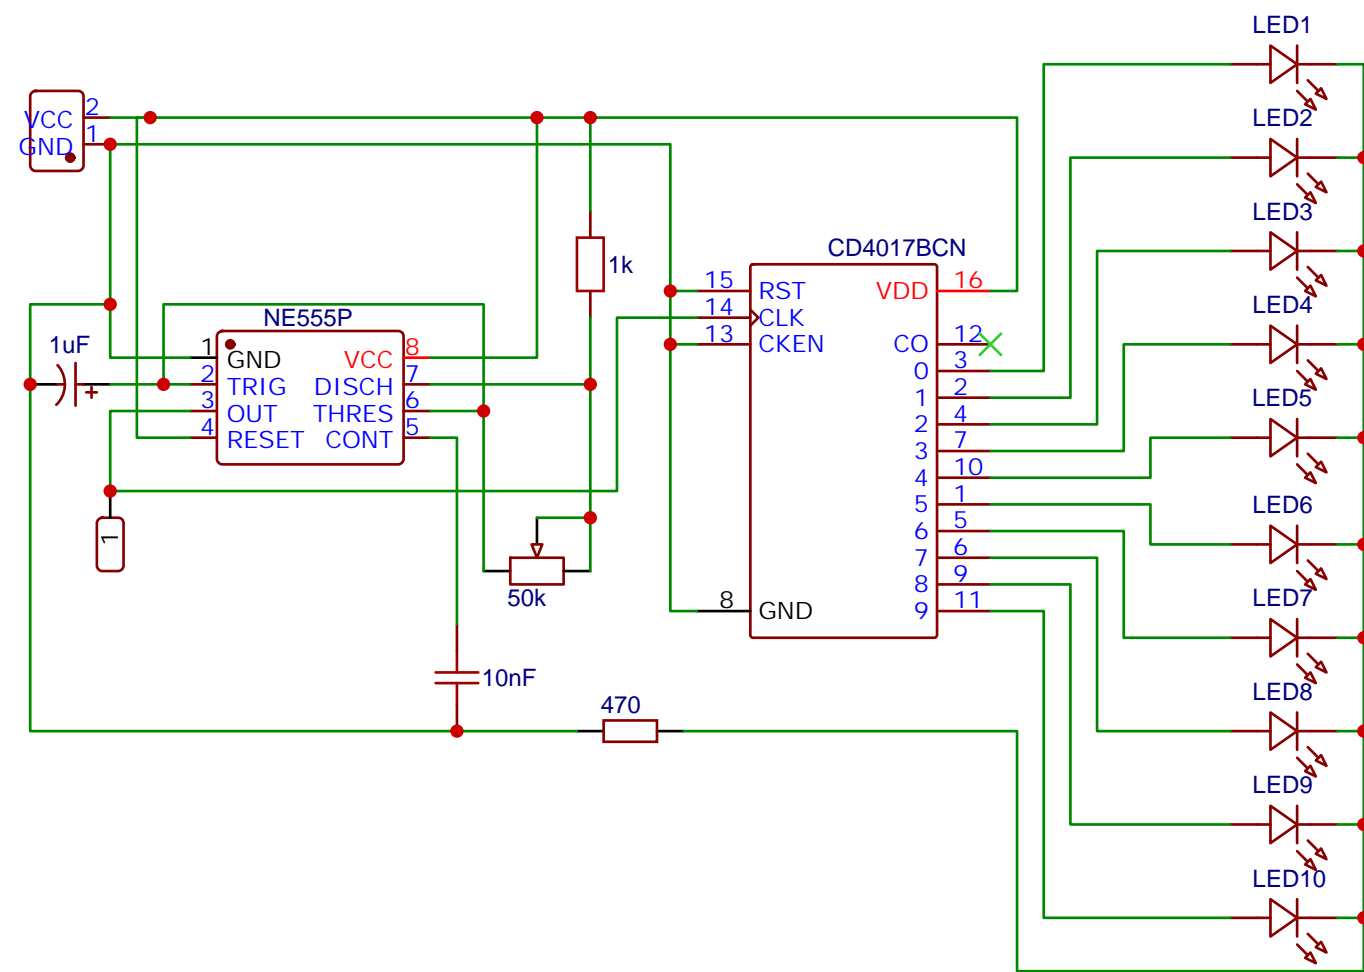 LED1
VCC 2
GND 1
LED2
LED3
CD4017BCN
1k
15 RST VDD 16
14 CLK
13 CKEN CO 12
LED4
NE555P
1uF
1 GND VCC 8
2 TRIG DISCH 7
3 OUT THRES 6
4 RESET CONT 5
+
0 3
1 2
2 4
3 7
4 10
5 1
6 5
7 6
8 9
9 11
8 GND
LED5
LED6
1
50k
LED7
10nF
470
LED8
LED9
LED10